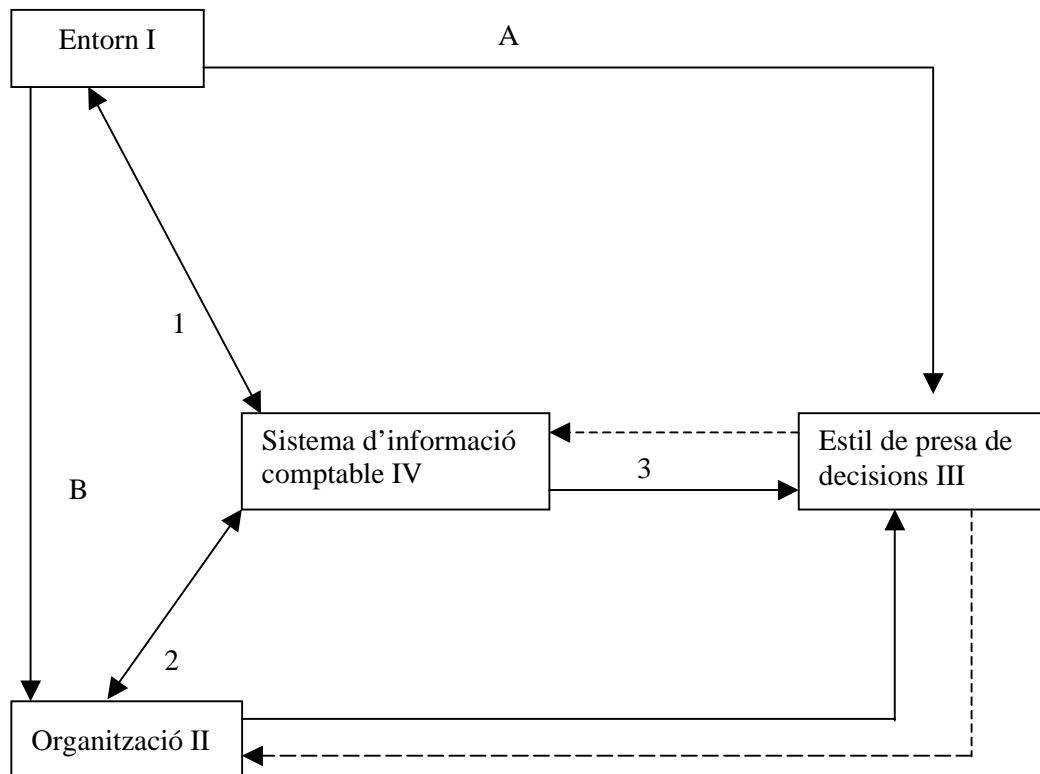 Entorn I
A
1
Sistema d’informació
comptable IV
3
Estil de presa de
decisions III
B
2
Organització II